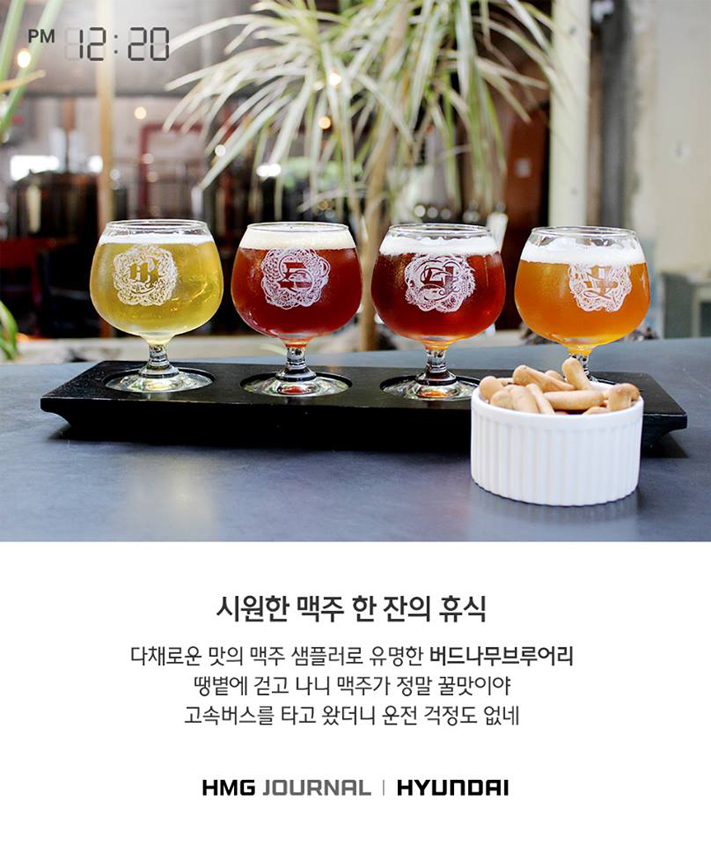 PM 12:20
시원한 맥주 한 잔의 휴식
다채로운 맛의 맥주 샘플러로 유명한 버드나무브루어리
땡볕에 걷고 나니 맥주가 정말 꿀맛이야
고속버스를 타고 왔더니 운전 걱정도 없네
HMG JOURNAL | HYUNDAI